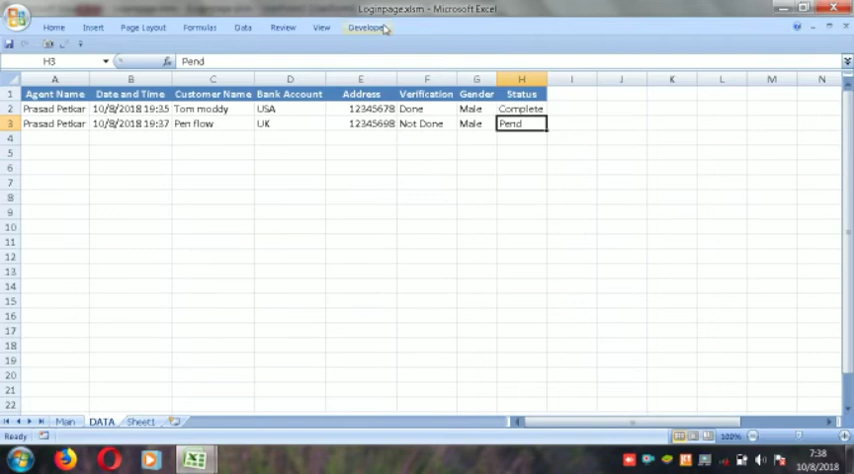 Loginpage.xlsm - Microsoft Excel
Home Insert Page Layout Formulas Data Review View Developer
H3 fx Pend
A B C D E F G H I J K L M N
1 Agent Name Date and Time Customer Name Bank Account Address Verification Gender Status
2 Prasad Petkar 10/8/2018 19:35 Tom moddy USA 12345678 Done Male Complete
3 Prasad Petkar 10/8/2018 19:37 Pen flow UK 12345698 Not Done Male Pend
4
5
6
7
8
9
10
11
12
13
14
15
16
17
18
19
20
21
22
Main DATA Sheet1
Ready 100%
7:38
10/8/2018